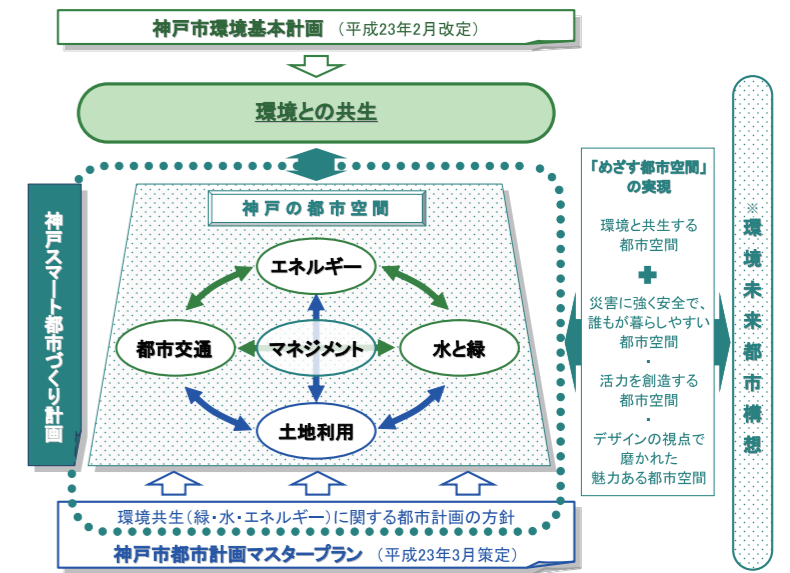 神戸市環境基本計画（平成23年2月改定）
環境との共生
神戸スマート都市づくり計画
神戸の都市空間
エネルギー
都市交通
マネジメント
水と緑
土地利用
環境共生（緑・水・エネルギー）に関する都市計画の方針
神戸市都市計画マスタープラン（平成23年3月策定）
「めざす都市空間」
の実現
環境と共生する
都市空間
＋
災害に強く安全で、
誰もが暮らしやすい
都市空間
・
活力を創造する
都市空間
・
デザインの視点で
磨かれた
魅力ある都市空間
※環境未来都市構想